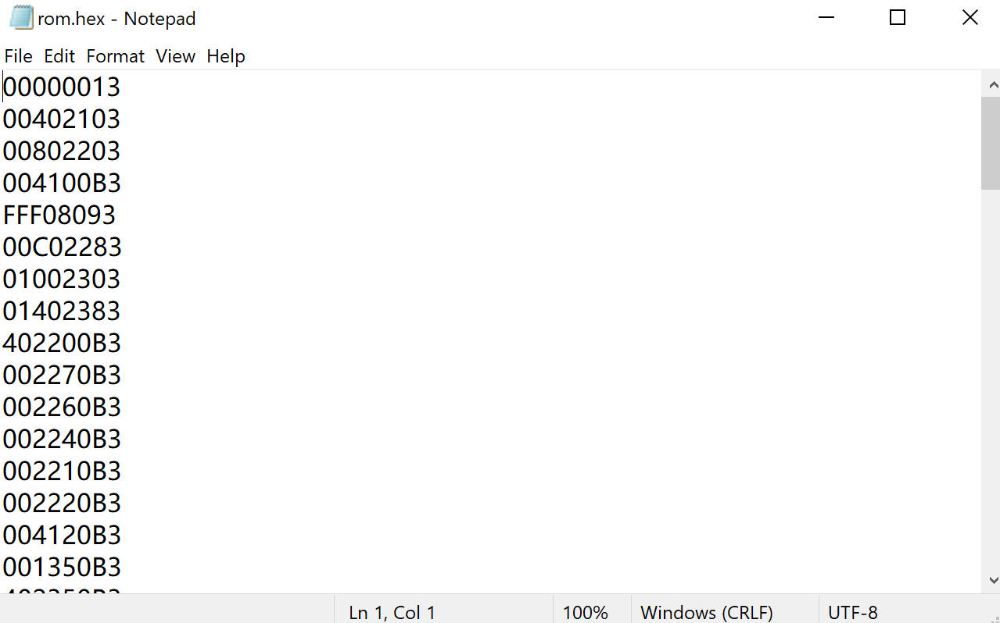 rom.hex - Notepad
File Edit Format View Help
00000013
00402103
00802203
004100B3
FFF08093
00C02283
01002303
01402383
402200B3
002270B3
002260B3
002240B3
002210B3
002220B3
004120B3
001350B3
Ln 1, Col 1 100% Windows (CRLF) UTF-8